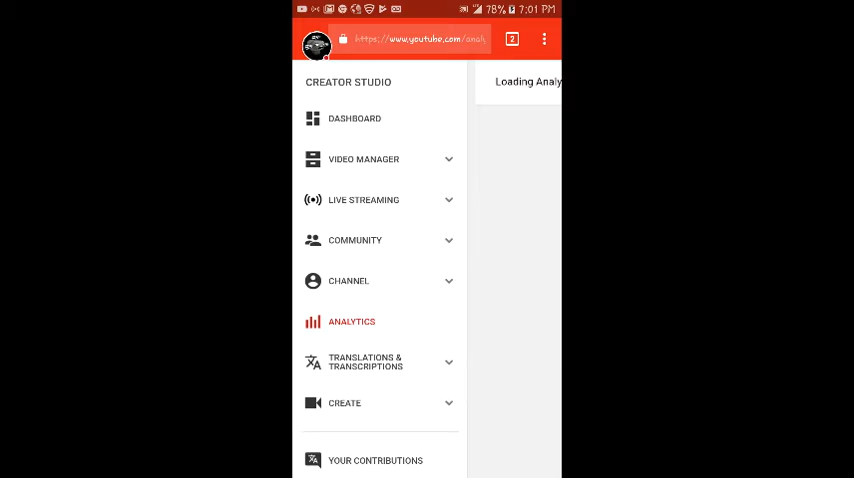 78% 7:01 PM
https://www.youtube.com/analy
2
CREATOR STUDIO
Loading Analy
DASHBOARD
VIDEO MANAGER
LIVE STREAMING
COMMUNITY
CHANNEL
ANALYTICS
TRANSLATIONS &
TRANSCRIPTIONS
CREATE
YOUR CONTRIBUTIONS